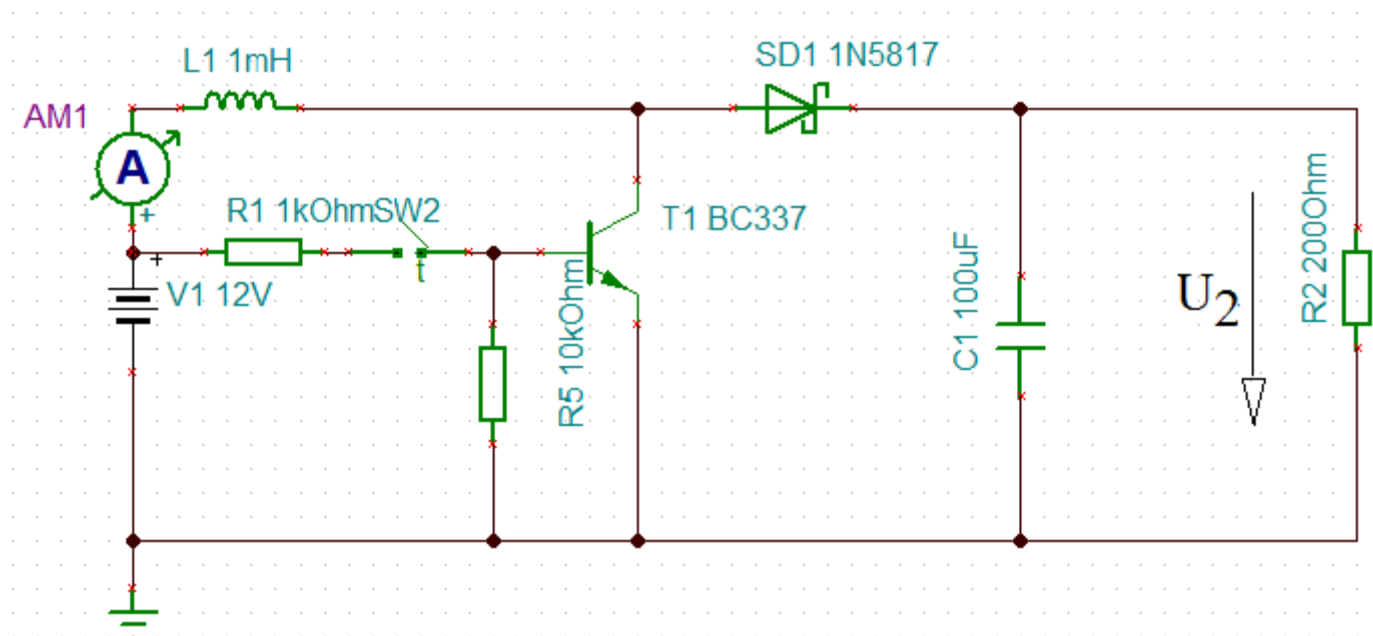 L1 1mH
SD1 1N5817
AM1
A
+
R1 1kOhmSW2
T1 BC337
+
t
V1 12V
R5 10kOhm
C1 100uF
U2
R2 200Ohm